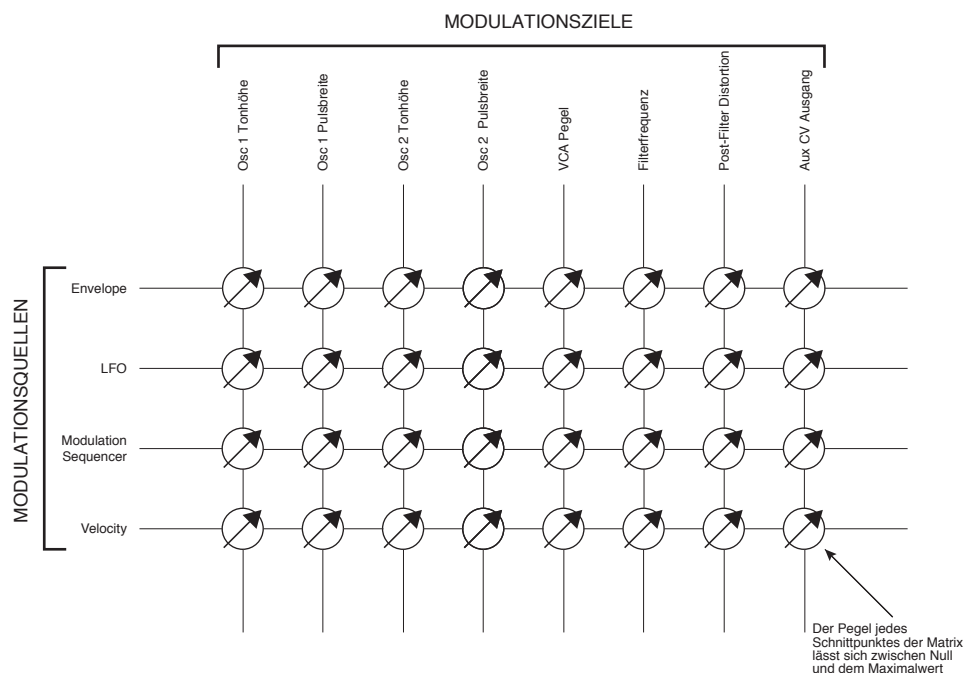 MODULATIONSZIELE
Osc 1 Tonhöhe
Osc 1 Pulsbreite
Osc 2 Tonhöhe
Osc 2 Pulsbreite
VCA Pegel
Filterfrequenz
Post-Filter Distortion
Aux CV Ausgang
MODULATIONSQUELLEN
Envelope
LFO
Modulation
Sequencer
Velocity
Der Pegel jedes
Schnittpunktes der Matrix
lässt sich zwischen Null
und dem Maximalwert